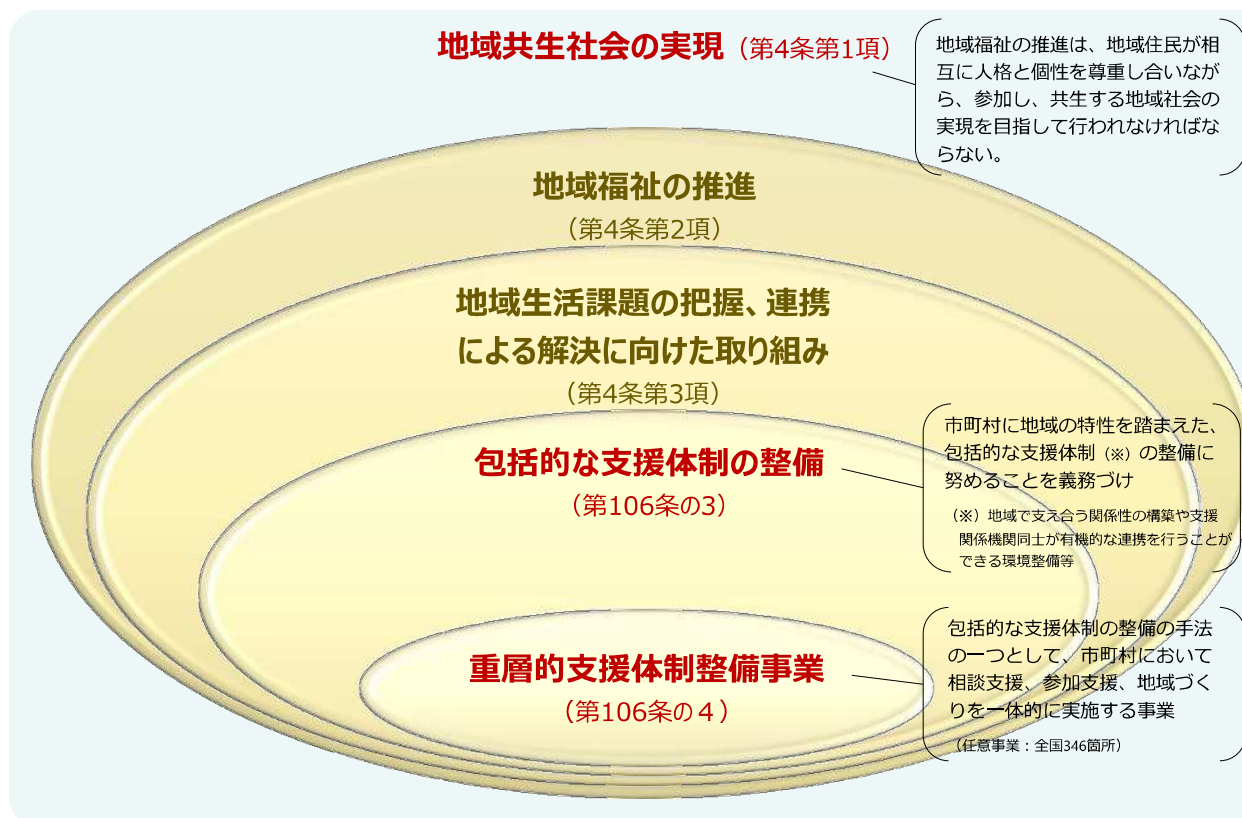 地域共生社会の実現（第4条第1項）
地域福祉の推進は、地域住民が相
互に人格と個性を尊重し合いなが
ら、参加し、共生する地域社会の
実現を目指して行われなければな
らない。
地域福祉の推進
（第4条第2項）
地域生活課題の把握、連携
による解決に向けた取り組み
（第4条第3項）
包括的な支援体制の整備
（第106条の3）
市町村に地域の特性を踏まえた、
包括的な支援体制（※）の整備に
努めることを義務づけ
（※）地域で支え合う関係性の構築や支援
関係機関同士が有機的な連携を行うことが
できる環境整備等
重層的支援体制整備事業
（第106条の４）
包括的な支援体制の整備の手法
の一つとして、市町村において
相談支援、参加支援、地域づく
りを一体的に実施する事業
（任意事業：全国346箇所）